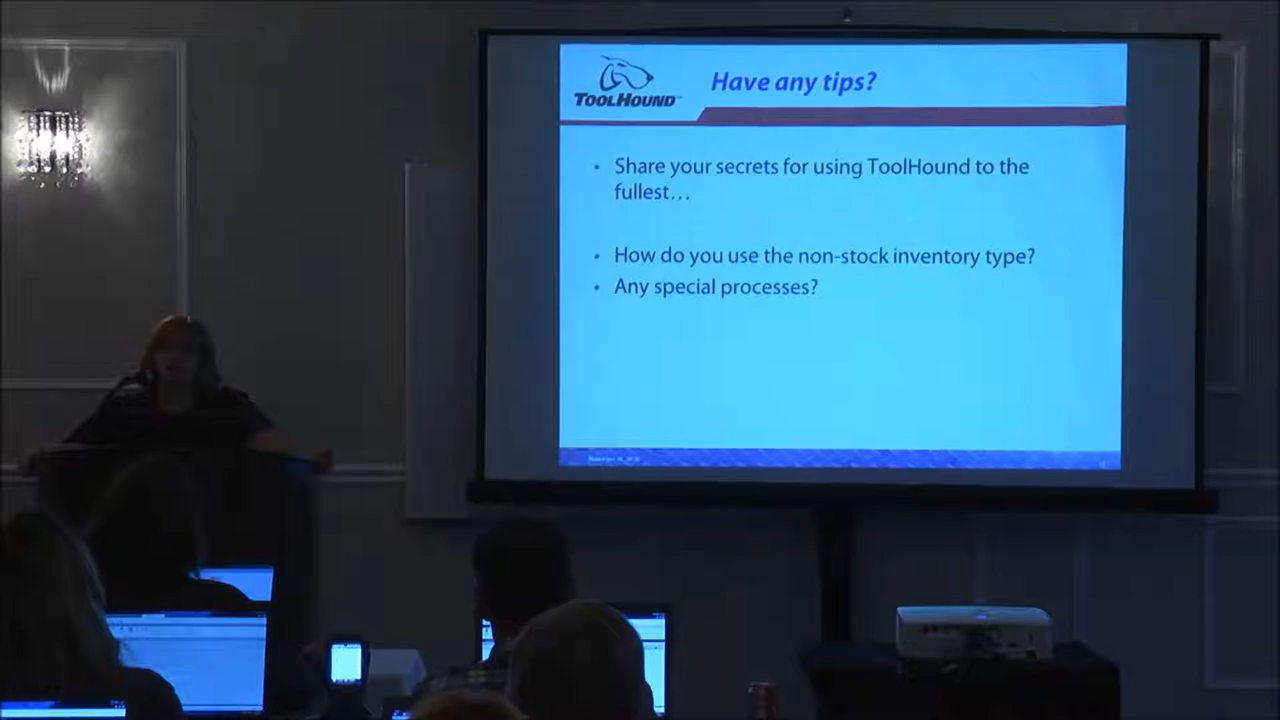 Have any tips?
TOOLHOUND
• Share your secrets for using ToolHound to the
fullest…
• How do you use the non-stock inventory type?
• Any special processes?